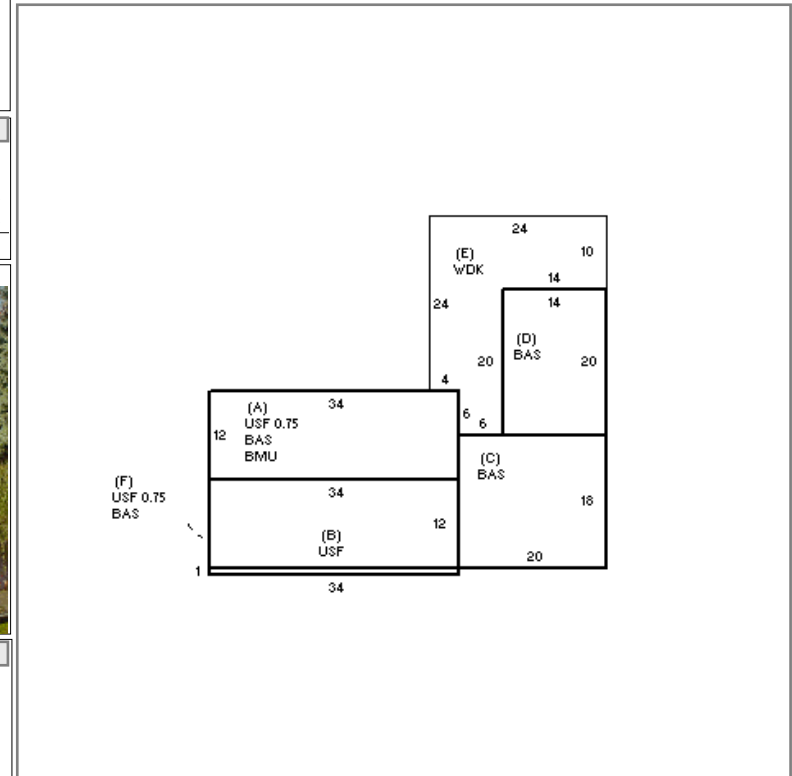 24
(E)
WDK
10
14
24
14
(D)
BAS
20
20
4
34
(A)
USF 0.75
BAS
BMU
12
6
6
(C)
BAS
34
(F)
USF 0.75
BAS
18
12
(B)
USF
20
1
34